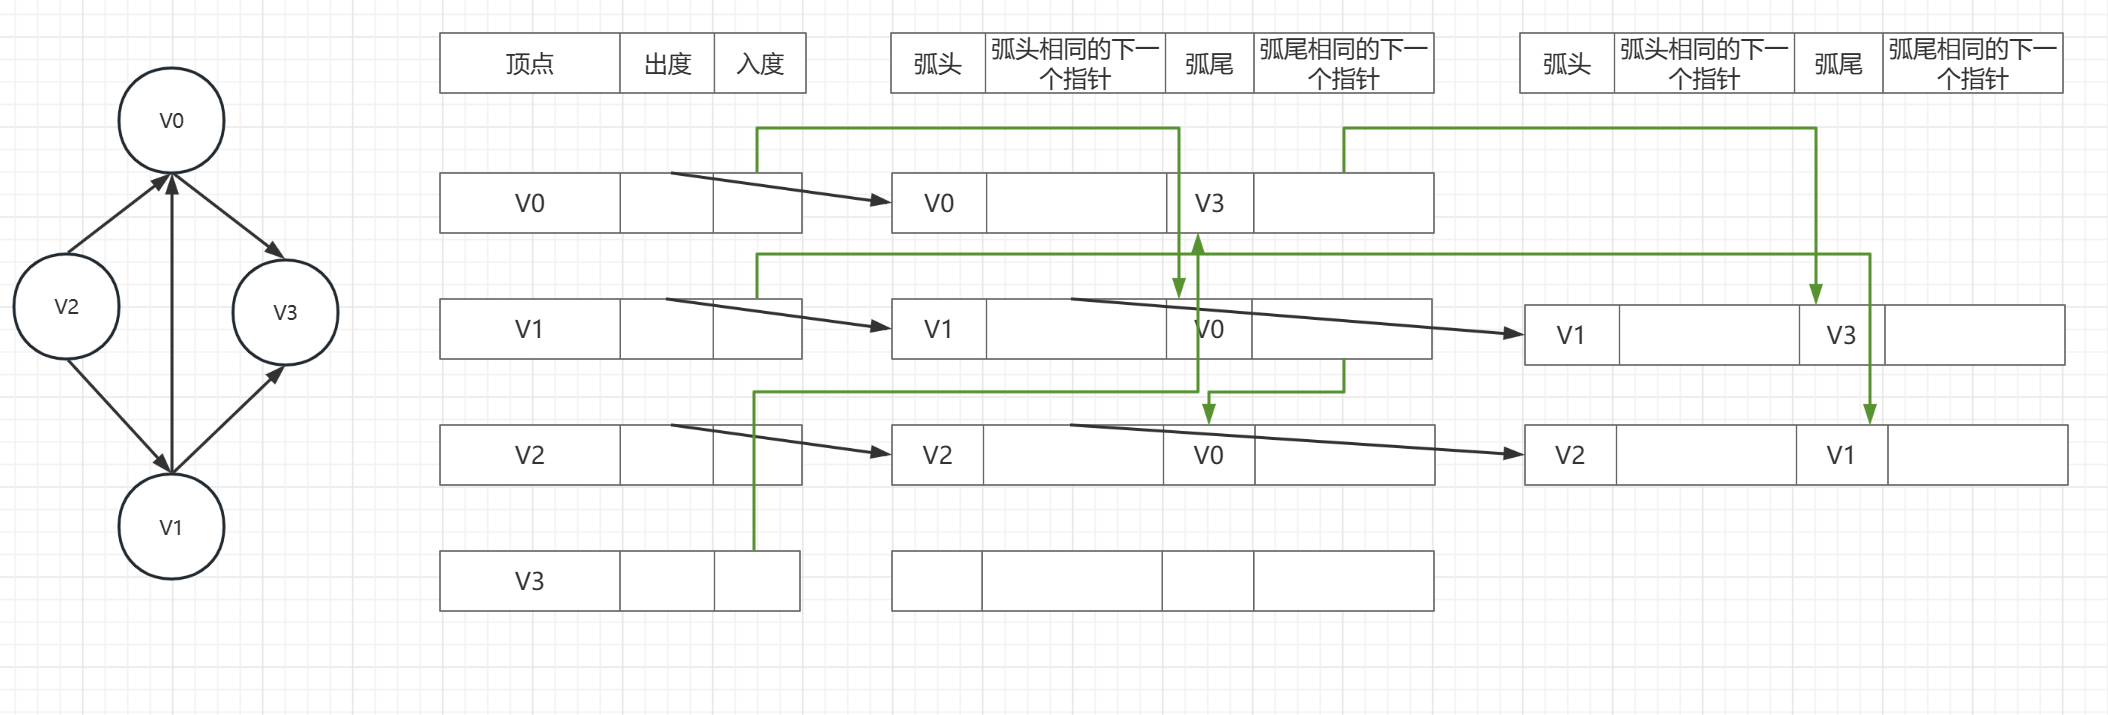 顶点 出度 入度 弧头 弧头相同的下一个指针 弧尾 弧尾相同的下一个指针 弧头 弧头相同的下一个指针 弧尾 弧尾相同的下一个指针
V0
V2
V3
V1
V0 V0 V3
V1 V1 V0 V1 V3
V2 V2 V0 V2 V1
V3